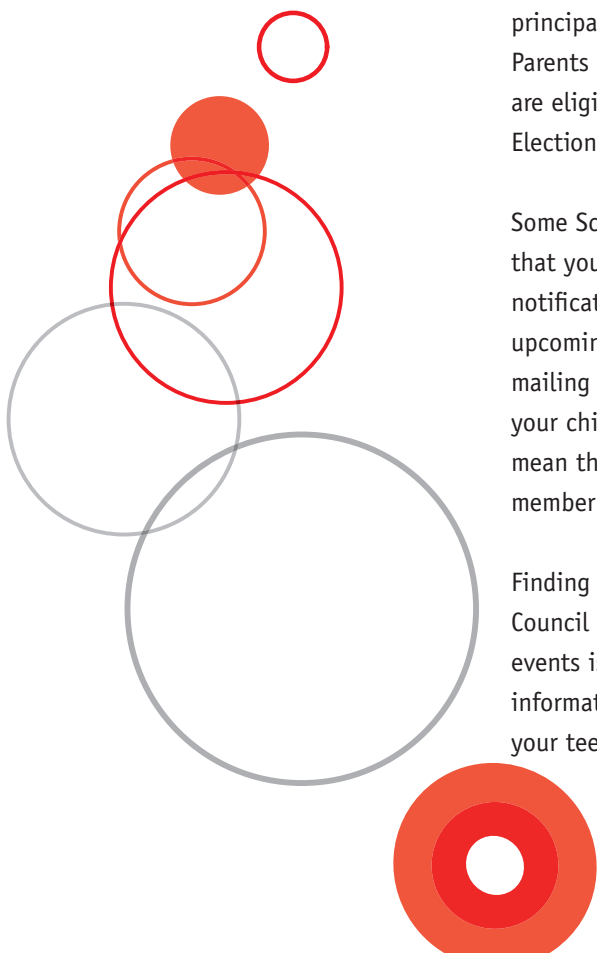 principa
Parents
are eligi
Election
Some Sc
that you
notificat
upcomin
mailing
your chi
mean th
member
Finding
Council
events i
informat
your tee